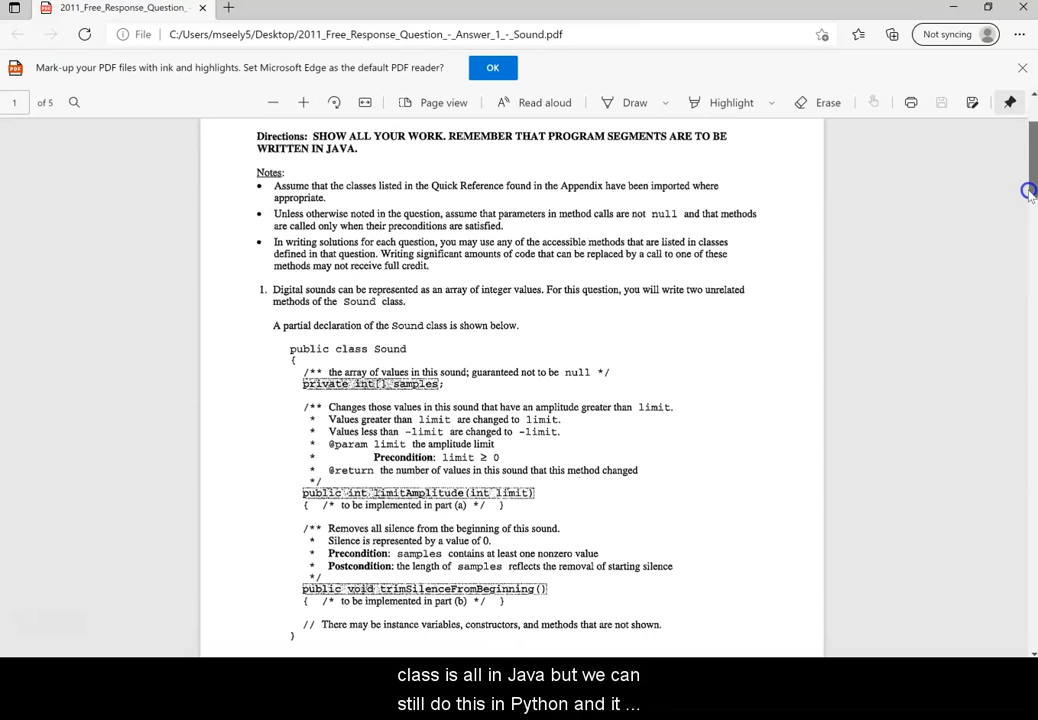 2011_Free_Response_Question_-
File
C:/Users/mseely5/Desktop/2011_Free_Response_Question_-_Answer_1_-_Sound.pdf
Not syncing
Mark-up your PDF files with ink and highlights. Set Microsoft Edge as the default PDF reader?
OK
1 of 5
Page view
Read aloud
Draw
Highlight
Erase
Directions: SHOW ALL YOUR WORK. REMEMBER THAT PROGRAM SEGMENTS ARE TO BE
WRITTEN IN JAVA.
Notes:
• Assume that the classes listed in the Quick Reference found in the Appendix have been imported where
appropriate.
• Unless otherwise noted in the question, assume that parameters in method calls are not null and that methods
are called only when their preconditions are satisfied.
• In writing solutions for each question, you may use any of the accessible methods that are listed in classes
defined in that question. Writing significant amounts of code that can be replaced by a call to one of these
methods may not receive full credit.
1. Digital sounds can be represented as an array of integer values. For this question, you will write two unrelated
methods of the Sound class.
A partial declaration of the Sound class is shown below.
public class Sound
{
/** the array of values in this sound; guaranteed not to be null */
private int[] samples;
/** Changes those values in this sound that have an amplitude greater than limit.
* Values greater than limit are changed to limit.
* Values less than -limit are changed to -limit.
* @param limit the amplitude limit
* Precondition: limit ≥ 0
* @return the number of values in this sound that this method changed
*/
public int limitAmplitude(int limit)
{ /* to be implemented in part (a) */ }
/** Removes all silence from the beginning of this sound.
* Silence is represented by a value of 0.
* Precondition: samples contains at least one nonzero value
* Postcondition: the length of samples reflects the removal of starting silence
*/
public void trimSilenceFromBeginning()
{ /* to be implemented in part (b) */ }
// There may be instance variables, constructors, and methods that are not shown.
}
class is all in Java but we can
still do this in Python and it ...